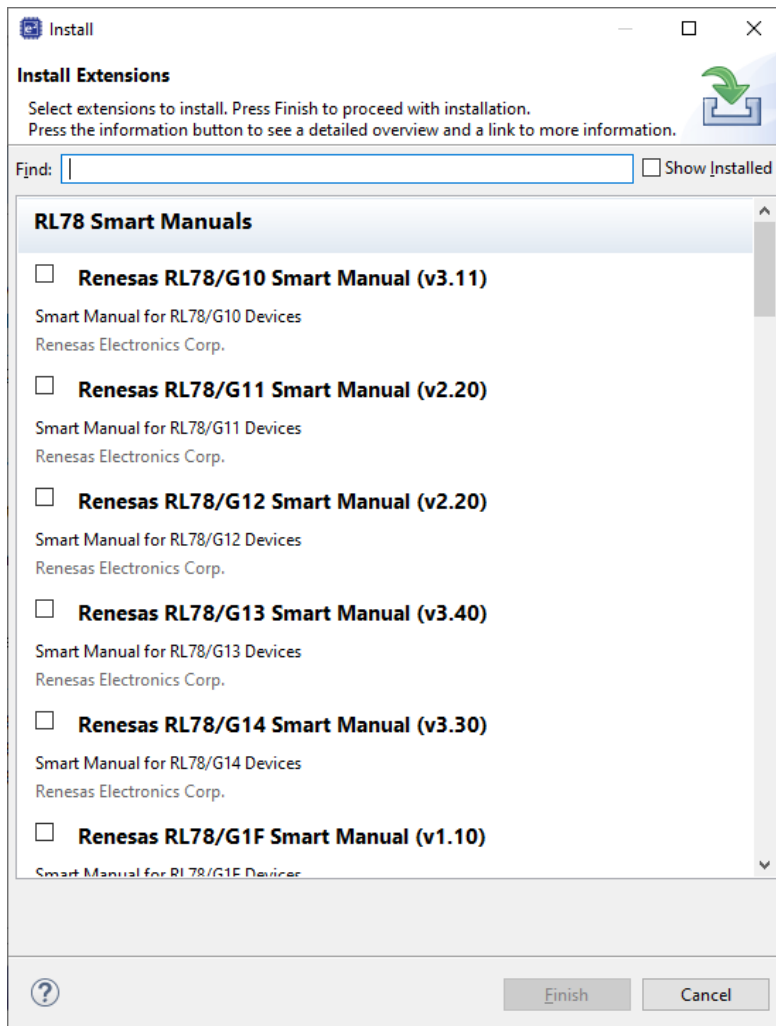 Install
Install Extensions
Select extensions to install. Press Finish to proceed with installation.
Press the information button to see a detailed overview and a link to more information.
Find:
Show Installed
RL78 Smart Manuals
Renesas RL78/G10 Smart Manual (v3.11)
Smart Manual for RL78/G10 Devices
Renesas Electronics Corp.
Renesas RL78/G11 Smart Manual (v2.20)
Smart Manual for RL78/G11 Devices
Renesas Electronics Corp.
Renesas RL78/G12 Smart Manual (v2.20)
Smart Manual for RL78/G12 Devices
Renesas Electronics Corp.
Renesas RL78/G13 Smart Manual (v3.40)
Smart Manual for RL78/G13 Devices
Renesas Electronics Corp.
Renesas RL78/G14 Smart Manual (v3.30)
Smart Manual for RL78/G14 Devices
Renesas Electronics Corp.
Renesas RL78/G1F Smart Manual (v1.10)
Smart Manual for RL78/G1F Devices
Finish
Cancel